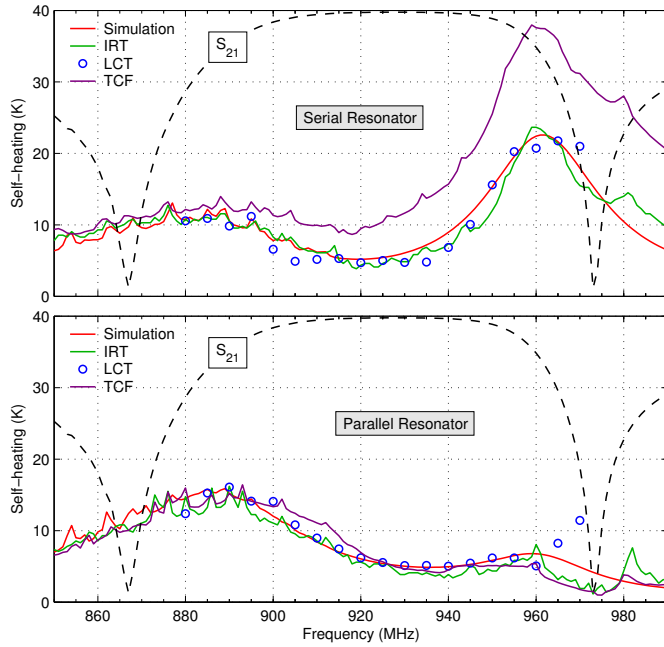 40
30
20
10
0
Self−heating (K)
Simulation
IRT
LCT
TCF
S21
Serial Resonator
40
30
20
10
0
Self−heating (K)
Simulation
IRT
LCT
TCF
S21
Parallel Resonator
860 880 900 920 940 960 980
Frequency (MHz)